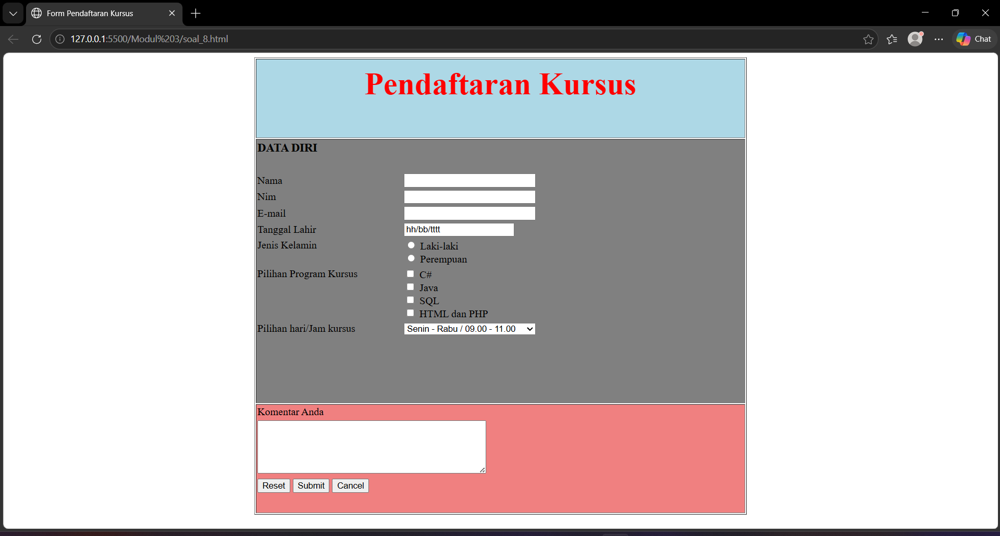 Form Pendaftaran Kursus
127.0.0.1:5500/Modul%203/soal_8.html
Chat
Pendaftaran Kursus
DATA DIRI
Nama
Nim
E-mail
Tanggal Lahir hh/bb/tttt
Jenis Kelamin Laki-laki
Perempuan
Pilihan Program Kursus C#
Java
SQL
HTML dan PHP
Pilihan hari/Jam kursus Senin - Rabu / 09.00 - 11.00
Komentar Anda
Reset Submit Cancel